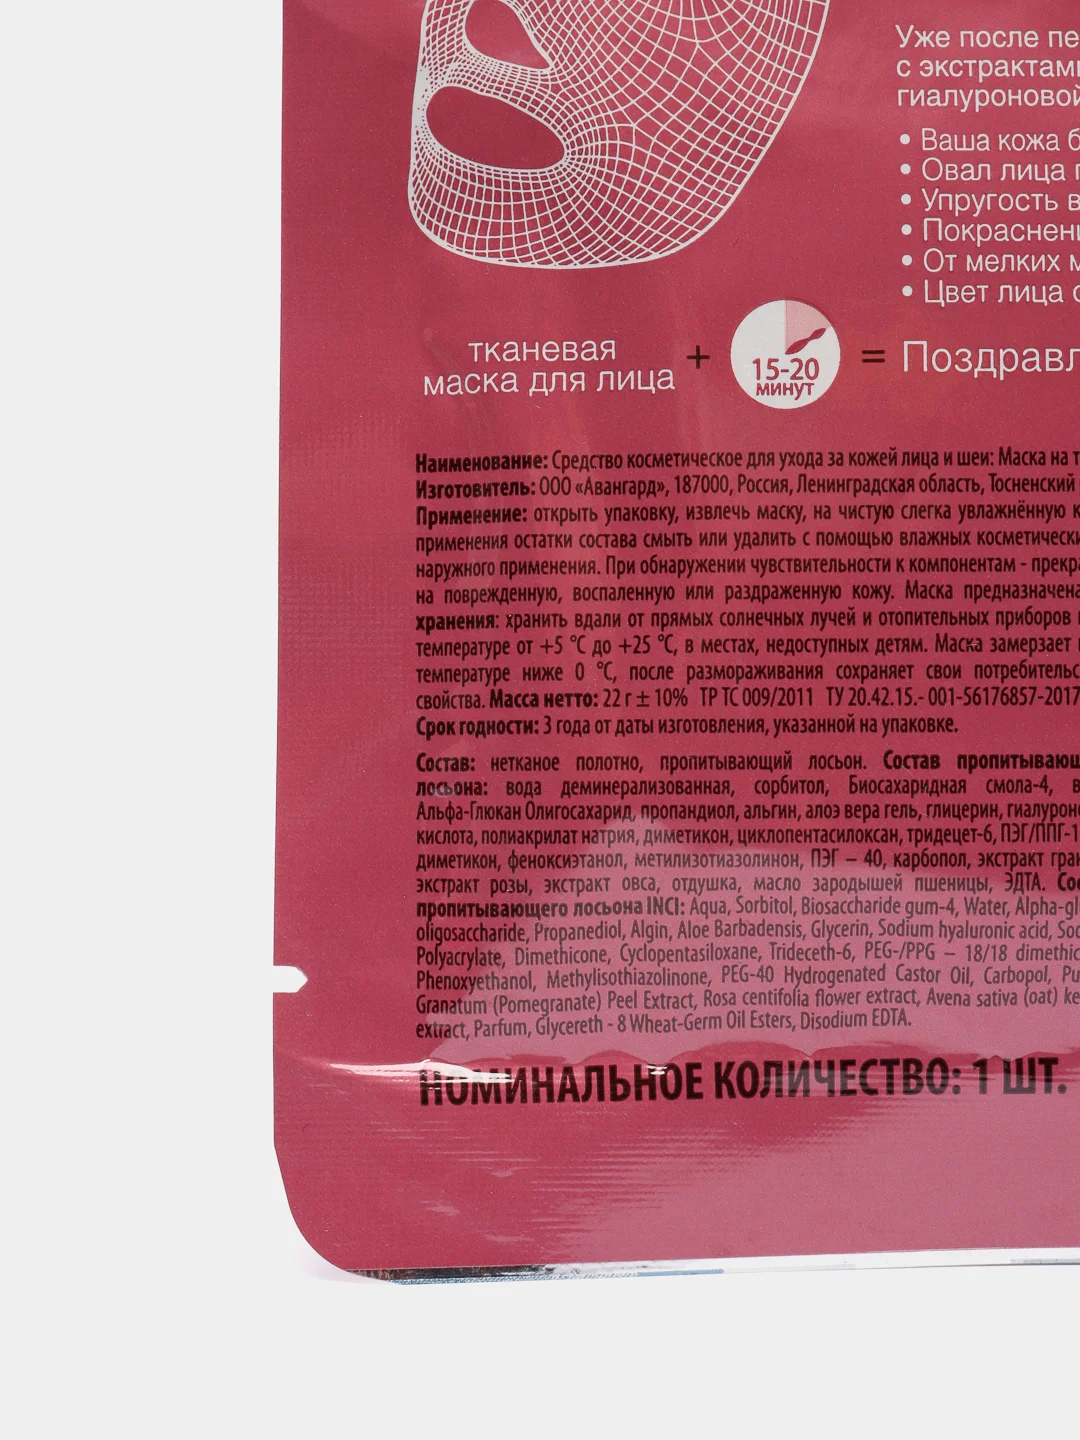 Уже после пе
с экстрактами
гиалуроновой
• Ваша кожа б
• Овал лица п
• Упругость в
• Покраснени
• От мелких м
• Цвет лица с
тканевая
маска для лица
+
15-20
минут
= Поздравл
Наименование: Средство косметическое для ухода за кожей лица и шеи: Маска на т
Изготовитель: ООО «Авангард», 187000, Россия, Ленинградская область, Тосненский
Применение: открыть упаковку, извлечь маску, на чистую слегка увлажнённую к
применения остатки состава смыть или удалить с помощью влажных косметически
наружного применения. При обнаружении чувствительности к компонентам - прекра
на поврежденную, воспаленную или раздраженную кожу. Маска предназначена
хранения: хранить вдали от прямых солнечных лучей и отопительных приборов
температуре от +5 °C до +25 °C, в местах, недоступных детям. Маска замерзает
температуре ниже 0 °C, после размораживания сохраняет свои потребительс
свойства. Масса нетто: 22 г ± 10% ТР ТС 009/2011 ТУ 20.42.15.- 001-56176857-2017
Срок годности: 3 года от даты изготовления, указанной на упаковке.
Состав: нетканое полотно, пропитывающий лосьон. Состав пропитывающ
лосьона: вода деминерализованная, сорбитол, Биосахаридная смола-4, в
Альфа-Глюкан Олигосахарид, пропандиол, альгин, алоэ вера гель, глицерин, гиалуроно
кислота, полиакрилат натрия, диметикон, циклопентасилоксан, тридецет-6, ПЭГ/ППГ-1
диметикон, феноксиэтанол, метилизотиазолинон, ПЭГ – 40, карбопол, экстракт гран
экстракт розы, экстракт овса, отдушка, масло зародышей пшеницы, ЭДТА. Сос
пропитывающего лосьона INCI: Aqua, Sorbitol, Biosaccharide gum-4, Water, Alpha-gl
oligosaccharide, Propanediol, Algin, Aloe Barbadensis, Glycerin, Sodium hyaluronic acid, Sod
Polyacrylate, Dimethicone, Cyclopentasiloxane, Trideceth-6, PEG-/PPG – 18/18 dimethic
Phenoxyethanol, Methylisothiazolinone, PEG-40 Hydrogenated Castor Oil, Carbopol, Pu
Granatum (Pomegranate) Peel Extract, Rosa centifolia flower extract, Avena sativa (oat) ke
extract, Parfum, Glycereth - 8 Wheat-Germ Oil Esters, Disodium EDTA.
НОМИНАЛЬНОЕ КОЛИЧЕСТВО: 1 ШТ.